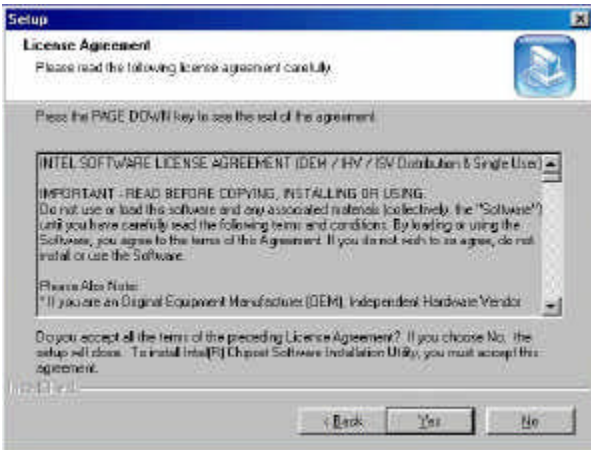 Setup
License Agreement
Please read the following license agreement carefully.
Press the PAGE DOWN key to see the rest of the agreement.
INTEL SOFTWARE LICENSE AGREEMENT (OEM / IHV / ISV Distribution & Single User)
IMPORTANT - READ BEFORE COPYING, INSTALLING OR USING.
Do not use or load this software and any associated materials (collectively, the "Software")
until you have carefully read the following terms and conditions. By loading or using the
Software, you agree to the terms of this Agreement. If you do not wish to so agree, do not
install or use the Software.
Please Also Note:
* If you are an Original Equipment Manufacturer (OEM), Independent Hardware Vendor
Do you accept all the terms of the preceding License Agreement? If you choose No, the
setup will close. To install Intel(R) Chipset Software Installation Utility, you must accept this
agreement.
InstallShield
< Back
Yes
No